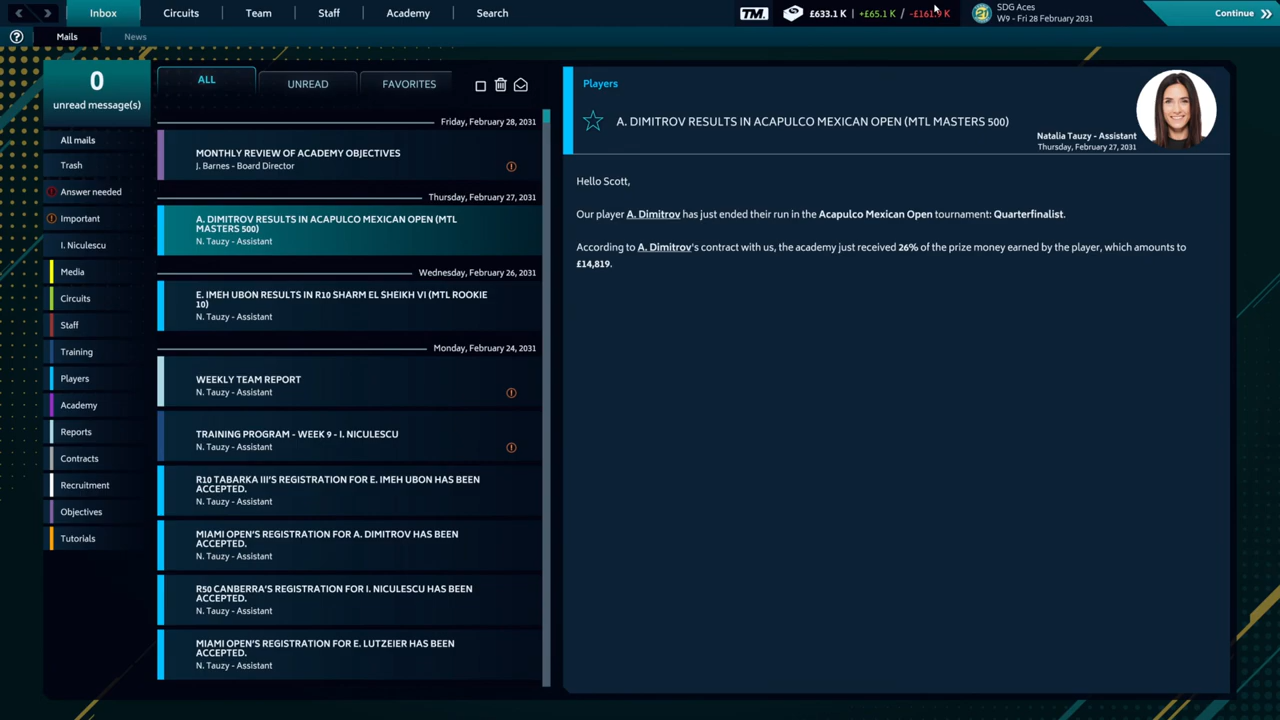 Inbox
Circuits
Team
Staff
Academy
Search
TM.
£633.1 K | +£65.1 K / -£161.9 K
21
SDG Aces
W9 - Fri 28 February 2031
Continue
?
Mails
News
0
unread message(s)
All mails
Trash
Answer needed
Important
I. Niculescu
Media
Circuits
Staff
Training
Players
Academy
Reports
Contracts
Recruitment
Objectives
Tutorials
ALL
UNREAD
FAVORITES
Friday, February 28, 2031
MONTHLY REVIEW OF ACADEMY OBJECTIVES
J. Barnes - Board Director
Thursday, February 27, 2031
A. DIMITROV RESULTS IN ACAPULCO MEXICAN OPEN (MTL
MASTERS 500)
N. Tauzy - Assistant
Wednesday, February 26, 2031
E. IMEH UBON RESULTS IN R10 SHARM EL SHEIKH VI (MTL ROOKIE
10)
N. Tauzy - Assistant
Monday, February 24, 2031
WEEKLY TEAM REPORT
N. Tauzy - Assistant
TRAINING PROGRAM - WEEK 9 - I. NICULESCU
N. Tauzy - Assistant
R10 TABARKA III'S REGISTRATION FOR E. IMEH UBON HAS BEEN
ACCEPTED.
N. Tauzy - Assistant
MIAMI OPEN'S REGISTRATION FOR A. DIMITROV HAS BEEN
ACCEPTED.
N. Tauzy - Assistant
R50 CANBERRA'S REGISTRATION FOR I. NICULESCU HAS BEEN
ACCEPTED.
N. Tauzy - Assistant
MIAMI OPEN'S REGISTRATION FOR E. LUTZEIER HAS BEEN
ACCEPTED.
N. Tauzy - Assistant
Players
A. DIMITROV RESULTS IN ACAPULCO MEXICAN OPEN (MTL MASTERS 500)
Natalia Tauzy - Assistant
Thursday, February 27, 2031
Hello Scott,
Our player A. Dimitrov has just ended their run in the Acapulco Mexican Open tournament: Quarterfinalist.
According to A. Dimitrov's contract with us, the academy just received 26% of the prize money earned by the player, which amounts to
£14,819.